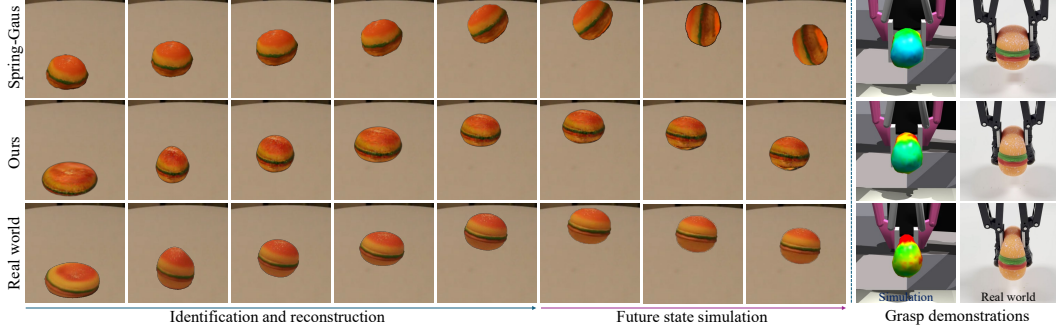 Spring-Gaus
Ours
Real world
Simulation
Real world
Identification and reconstruction
Future state simulation
Grasp demonstrations